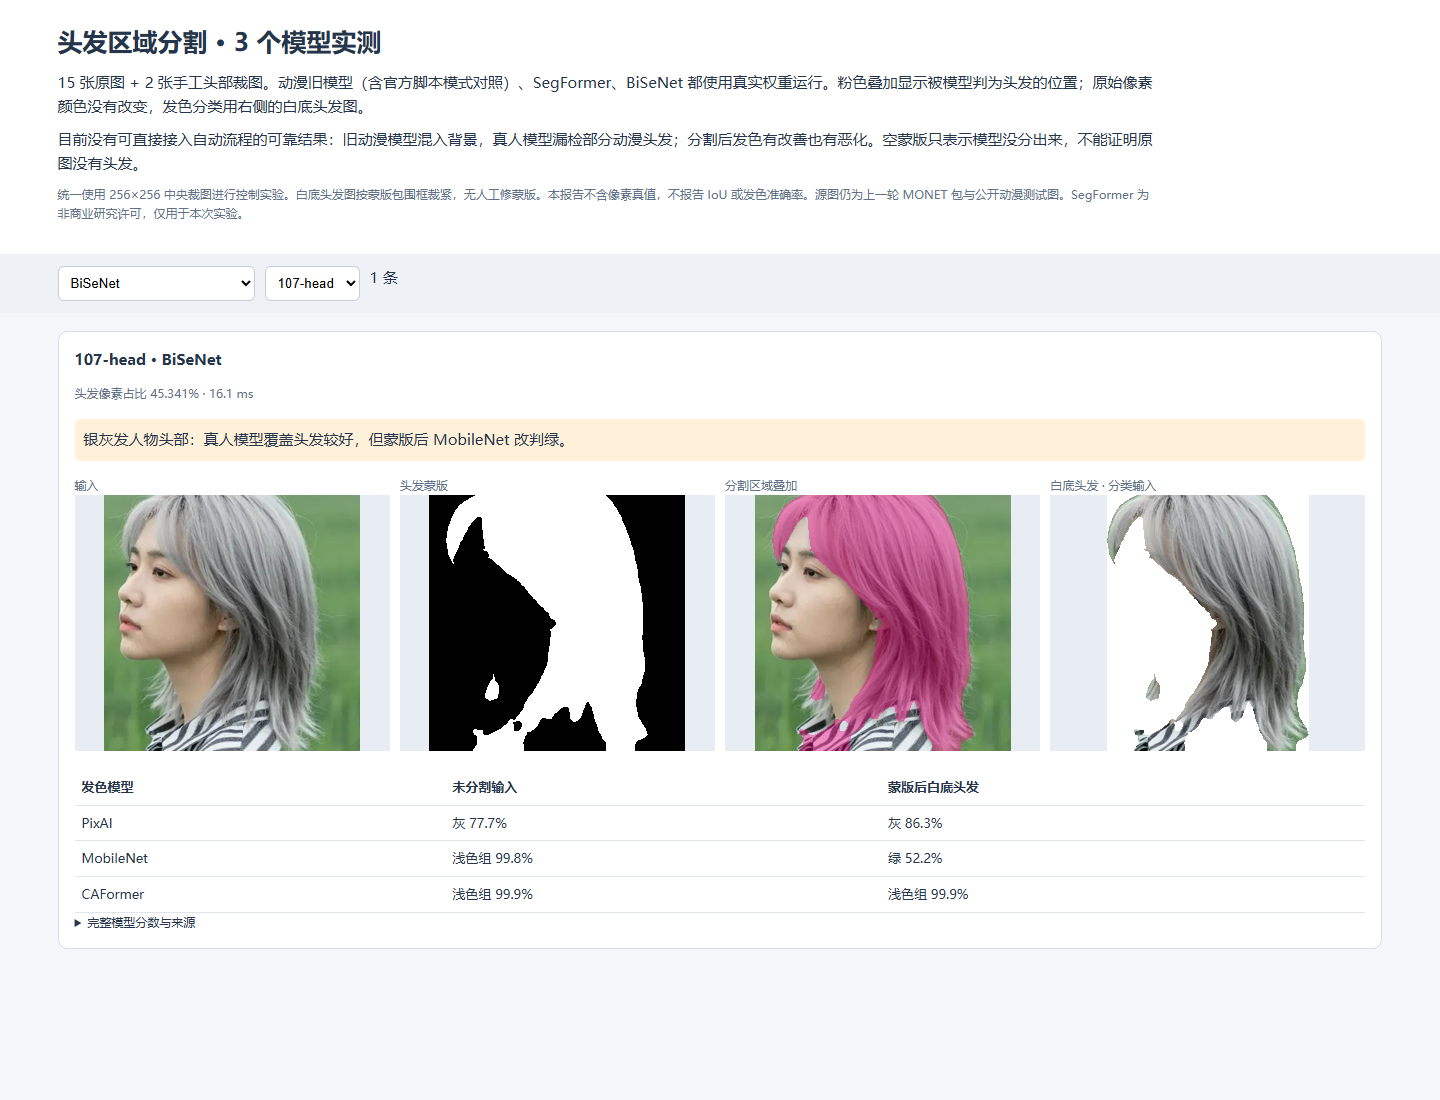 头发区域分割 • 3 个模型实测
15 张原图 + 2 张手工头部裁图。动漫旧模型（含官方脚本模式对照）、SegFormer、BiSeNet 都使用真实权重运行。粉色叠加显示被模型判为头发的位置；原始像素
颜色没有改变，发色分类用右侧的白底头发图。
目前没有可直接接入自动流程的可靠结果：旧动漫模型混入背景，真人模型漏检部分动漫头发；分割后发色有改善也有恶化。空蒙版只表示模型没分出来，不能证明原
图没有头发。
统一使用 256×256 中央裁图进行控制实验。白底头发图按蒙版包围框裁紧，无人工修蒙版。本报告不含像素真值，不报告 IoU 或发色准确率。源图仍为上一轮 MONET 包与公开动漫测试图。SegFormer 为
非商业研究许可，仅用于本次实验。
BiSeNet 107-head 1 条
107-head • BiSeNet
头发像素占比 45.341% · 16.1 ms
银灰发人物头部：真人模型覆盖头发较好，但蒙版后 MobileNet 改判绿。
输入 头发蒙版 分割区域叠加 白底头发 · 分类输入
发色模型 未分割输入 蒙版后白底头发
PixAI 灰 77.7% 灰 86.3%
MobileNet 浅色组 99.8% 绿 52.2%
CAFormer 浅色组 99.9% 浅色组 99.9%
▶ 完整模型分数与来源